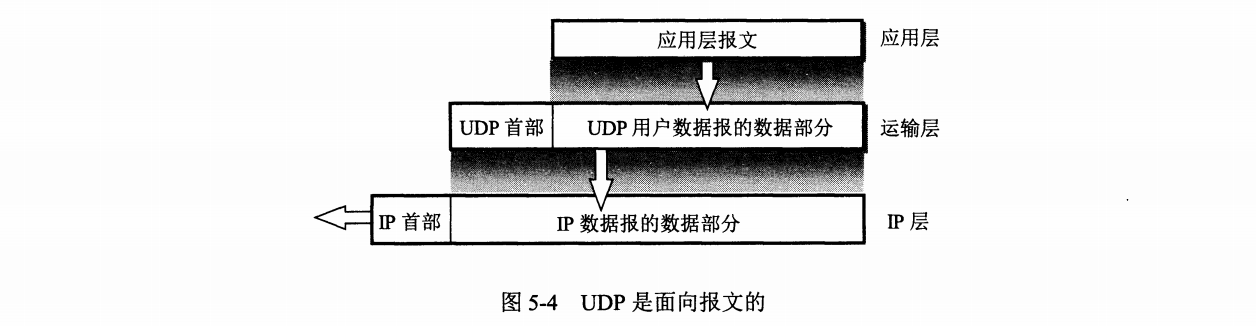 应用层报文 应用层
UDP 首部 UDP 用户数据报的数据部分 运输层
IP 首部 IP 数据报的数据部分 IP 层
图 5-4 UDP 是面向报文的